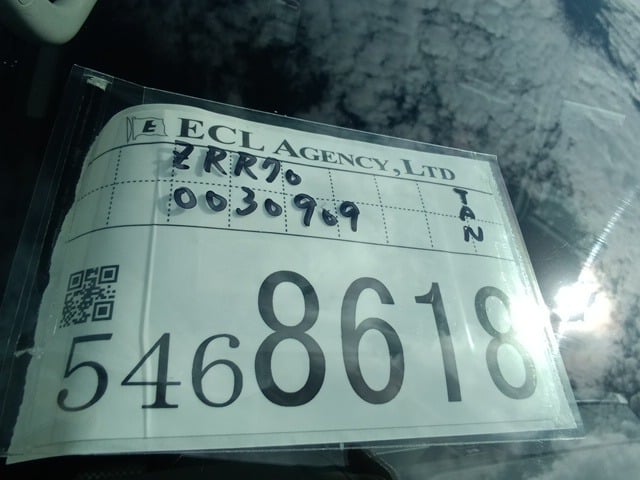 E ECL AGENCY, LTD
ZRR70
0030909
TAN
5468618